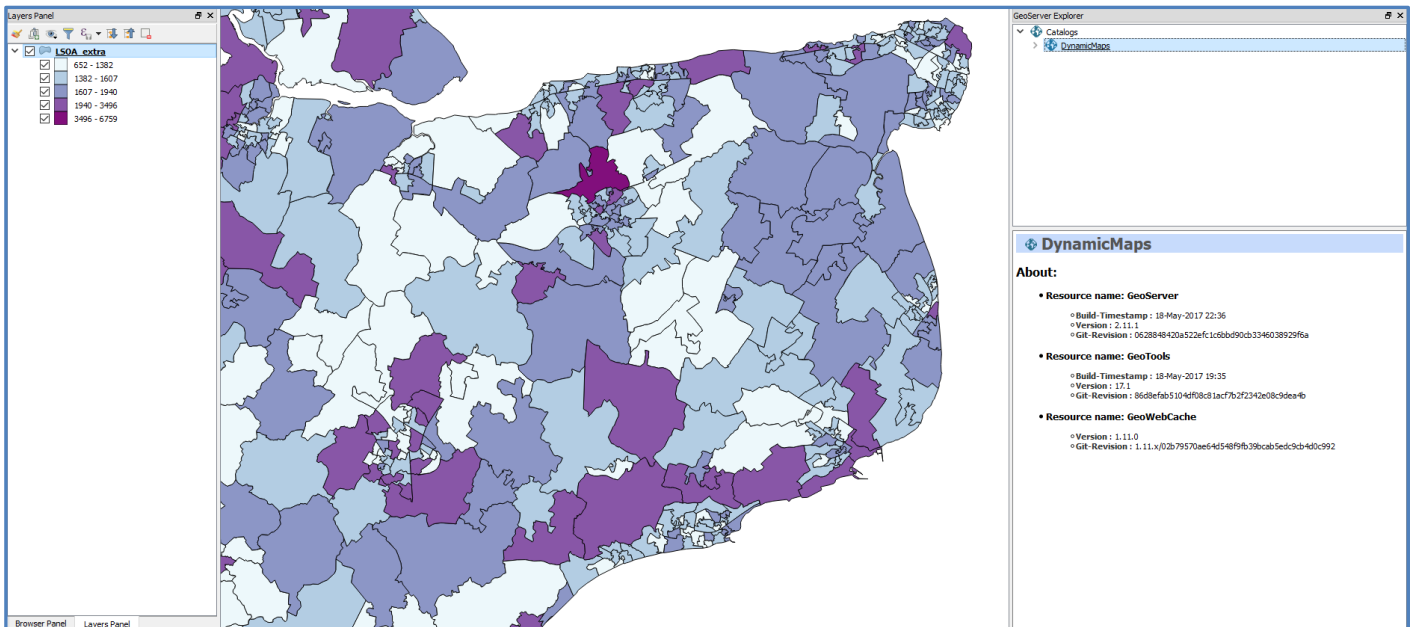 Layers Panel
LSOA_extra
652 - 1382
1382 - 1607
1607 - 1940
1940 - 3496
3496 - 6759
Browser Panel
Layers Panel
GeoServer Explorer
Catalogs
DynamicMaps
DynamicMaps
About:
• Resource name: GeoServer
Build-Timestamp : 18-May-2017 22:36
Version : 2.11.1
Git-Revision : 0628848420a522efc1c6bbd90cb3346038929f6a
• Resource name: GeoTools
Build-Timestamp : 18-May-2017 19:35
Version : 17.1
Git-Revision : 86d8efab5104df08c81acf7b2f2342e08c9dea4b
• Resource name: GeoWebCache
Version : 1.11.0
Git-Revision : 1.11.x/02b79570ae64d548f9fb39bcab5edc9cb4d0c992